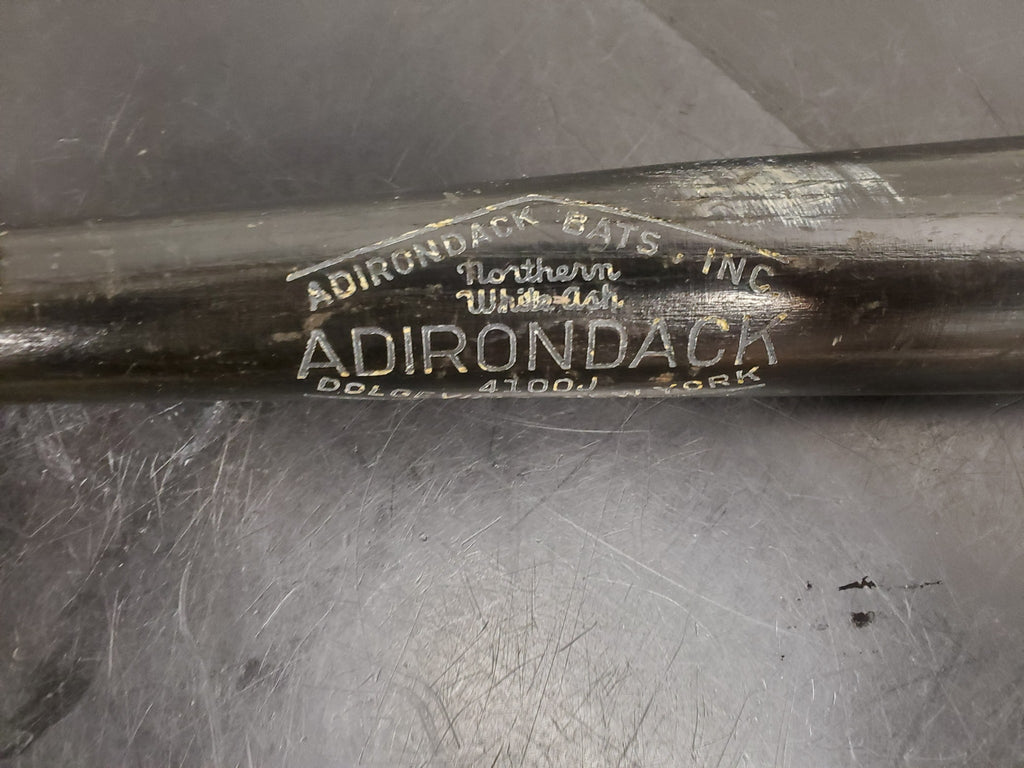 ADIRONDACK BATS, INC.
Northern
White Ash
ADIRONDACK
4100J YORK